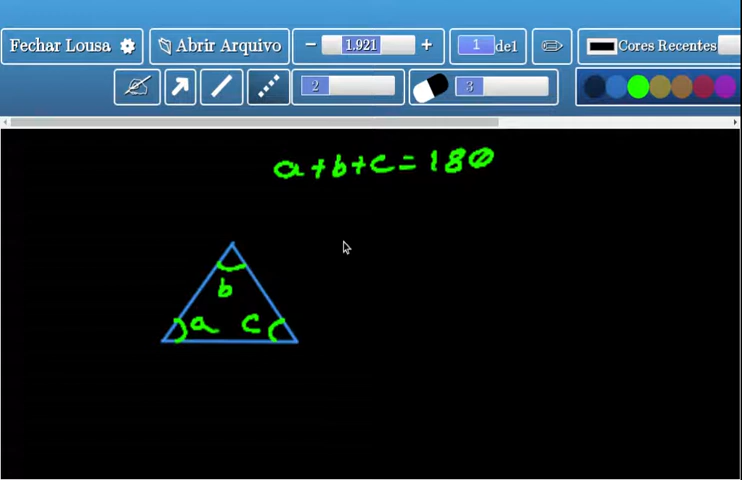 Fechar Lousa Abrir Arquivo − 1.921 + 1 de1 Cores Recentes
2 3
a+b+c=180
b
a c